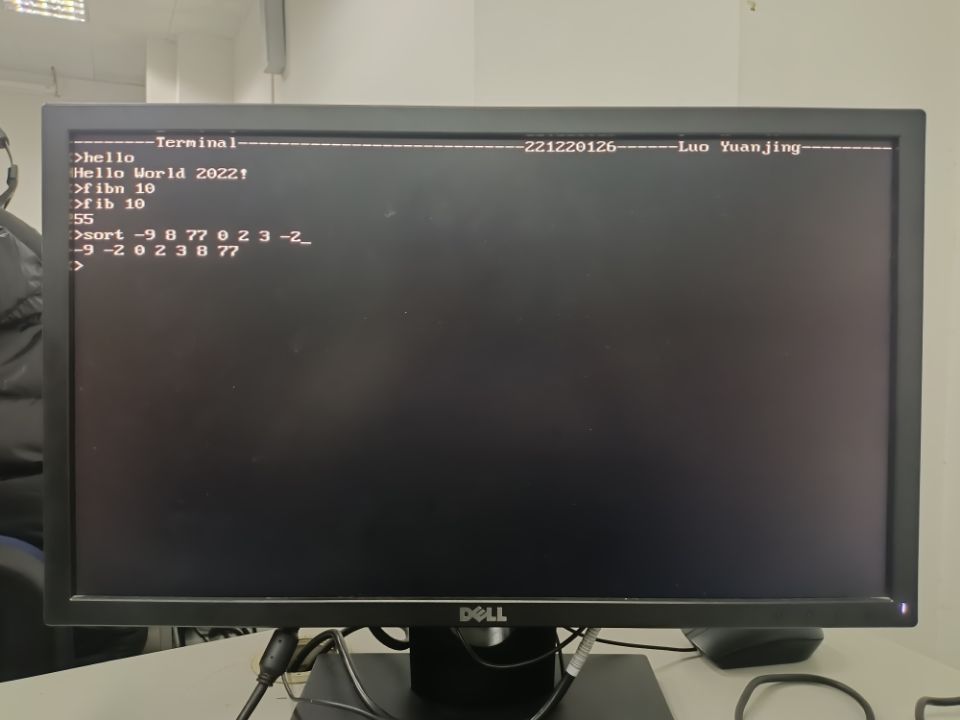 ---------Terminal--------------------------------221220126-------Luo Yuanjing----------
>hello
Hello World 2022!
>fibn 10
>fib 10
55
>sort -9 8 77 0 2 3 -2_
-9 -2 0 2 3 8 77
>
DELL